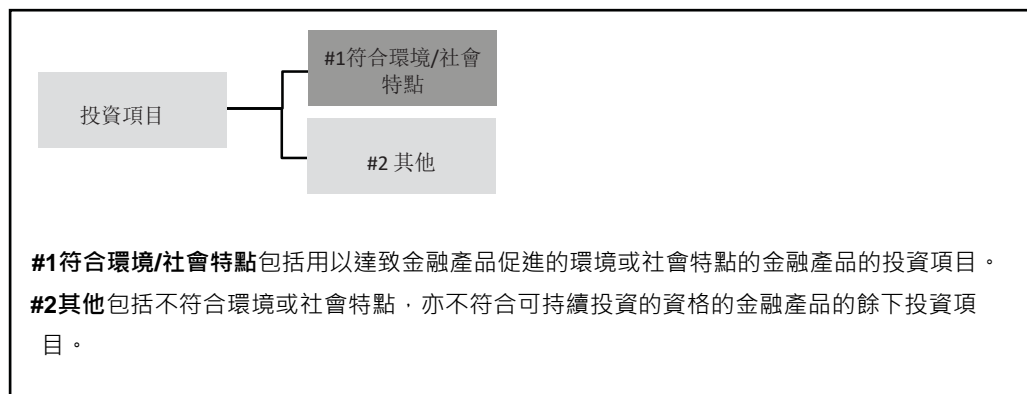 #1符合環境/社會
特點
投資項目
#2 其他
#1符合環境/社會特點包括用以達致金融產品促進的環境或社會特點的金融產品的投資項目。
#2其他包括不符合環境或社會特點，亦不符合可持續投資的資格的金融產品的餘下投資項
目。